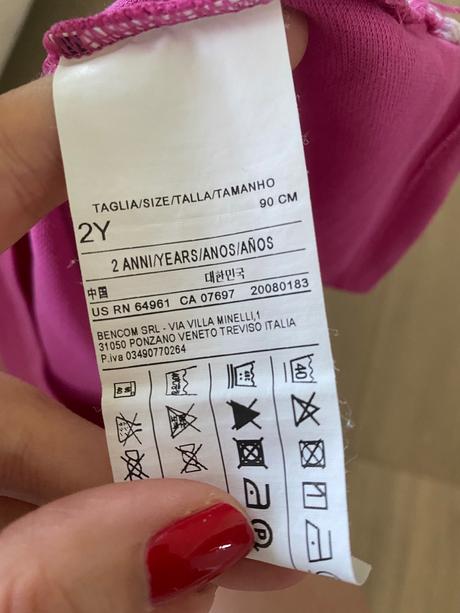 TAGLIA/SIZE/TALLA/TAMANHO
2Y 90 CM
2 ANNI/YEARS/ANOS/AÑOS
中国 대한민국
US RN 64961 CA 07697 20080183
BENCOM SRL - VIA VILLA MINELLI,1
31050 PONZANO VENETO TREVISO ITALIA
P.iva 03490770264
40
P